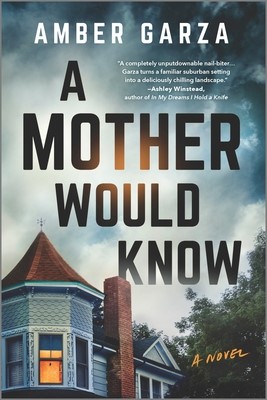 AMBER GARZA
"A completely unputdownable nail-biter...
Garza turns a familiar suburban setting
into a deliciously chilling landscape."
—Ashley Winstead,
author of In My Dreams I Hold a Knife
A
MOTHER
WOULD
KNOW
A NOVEL